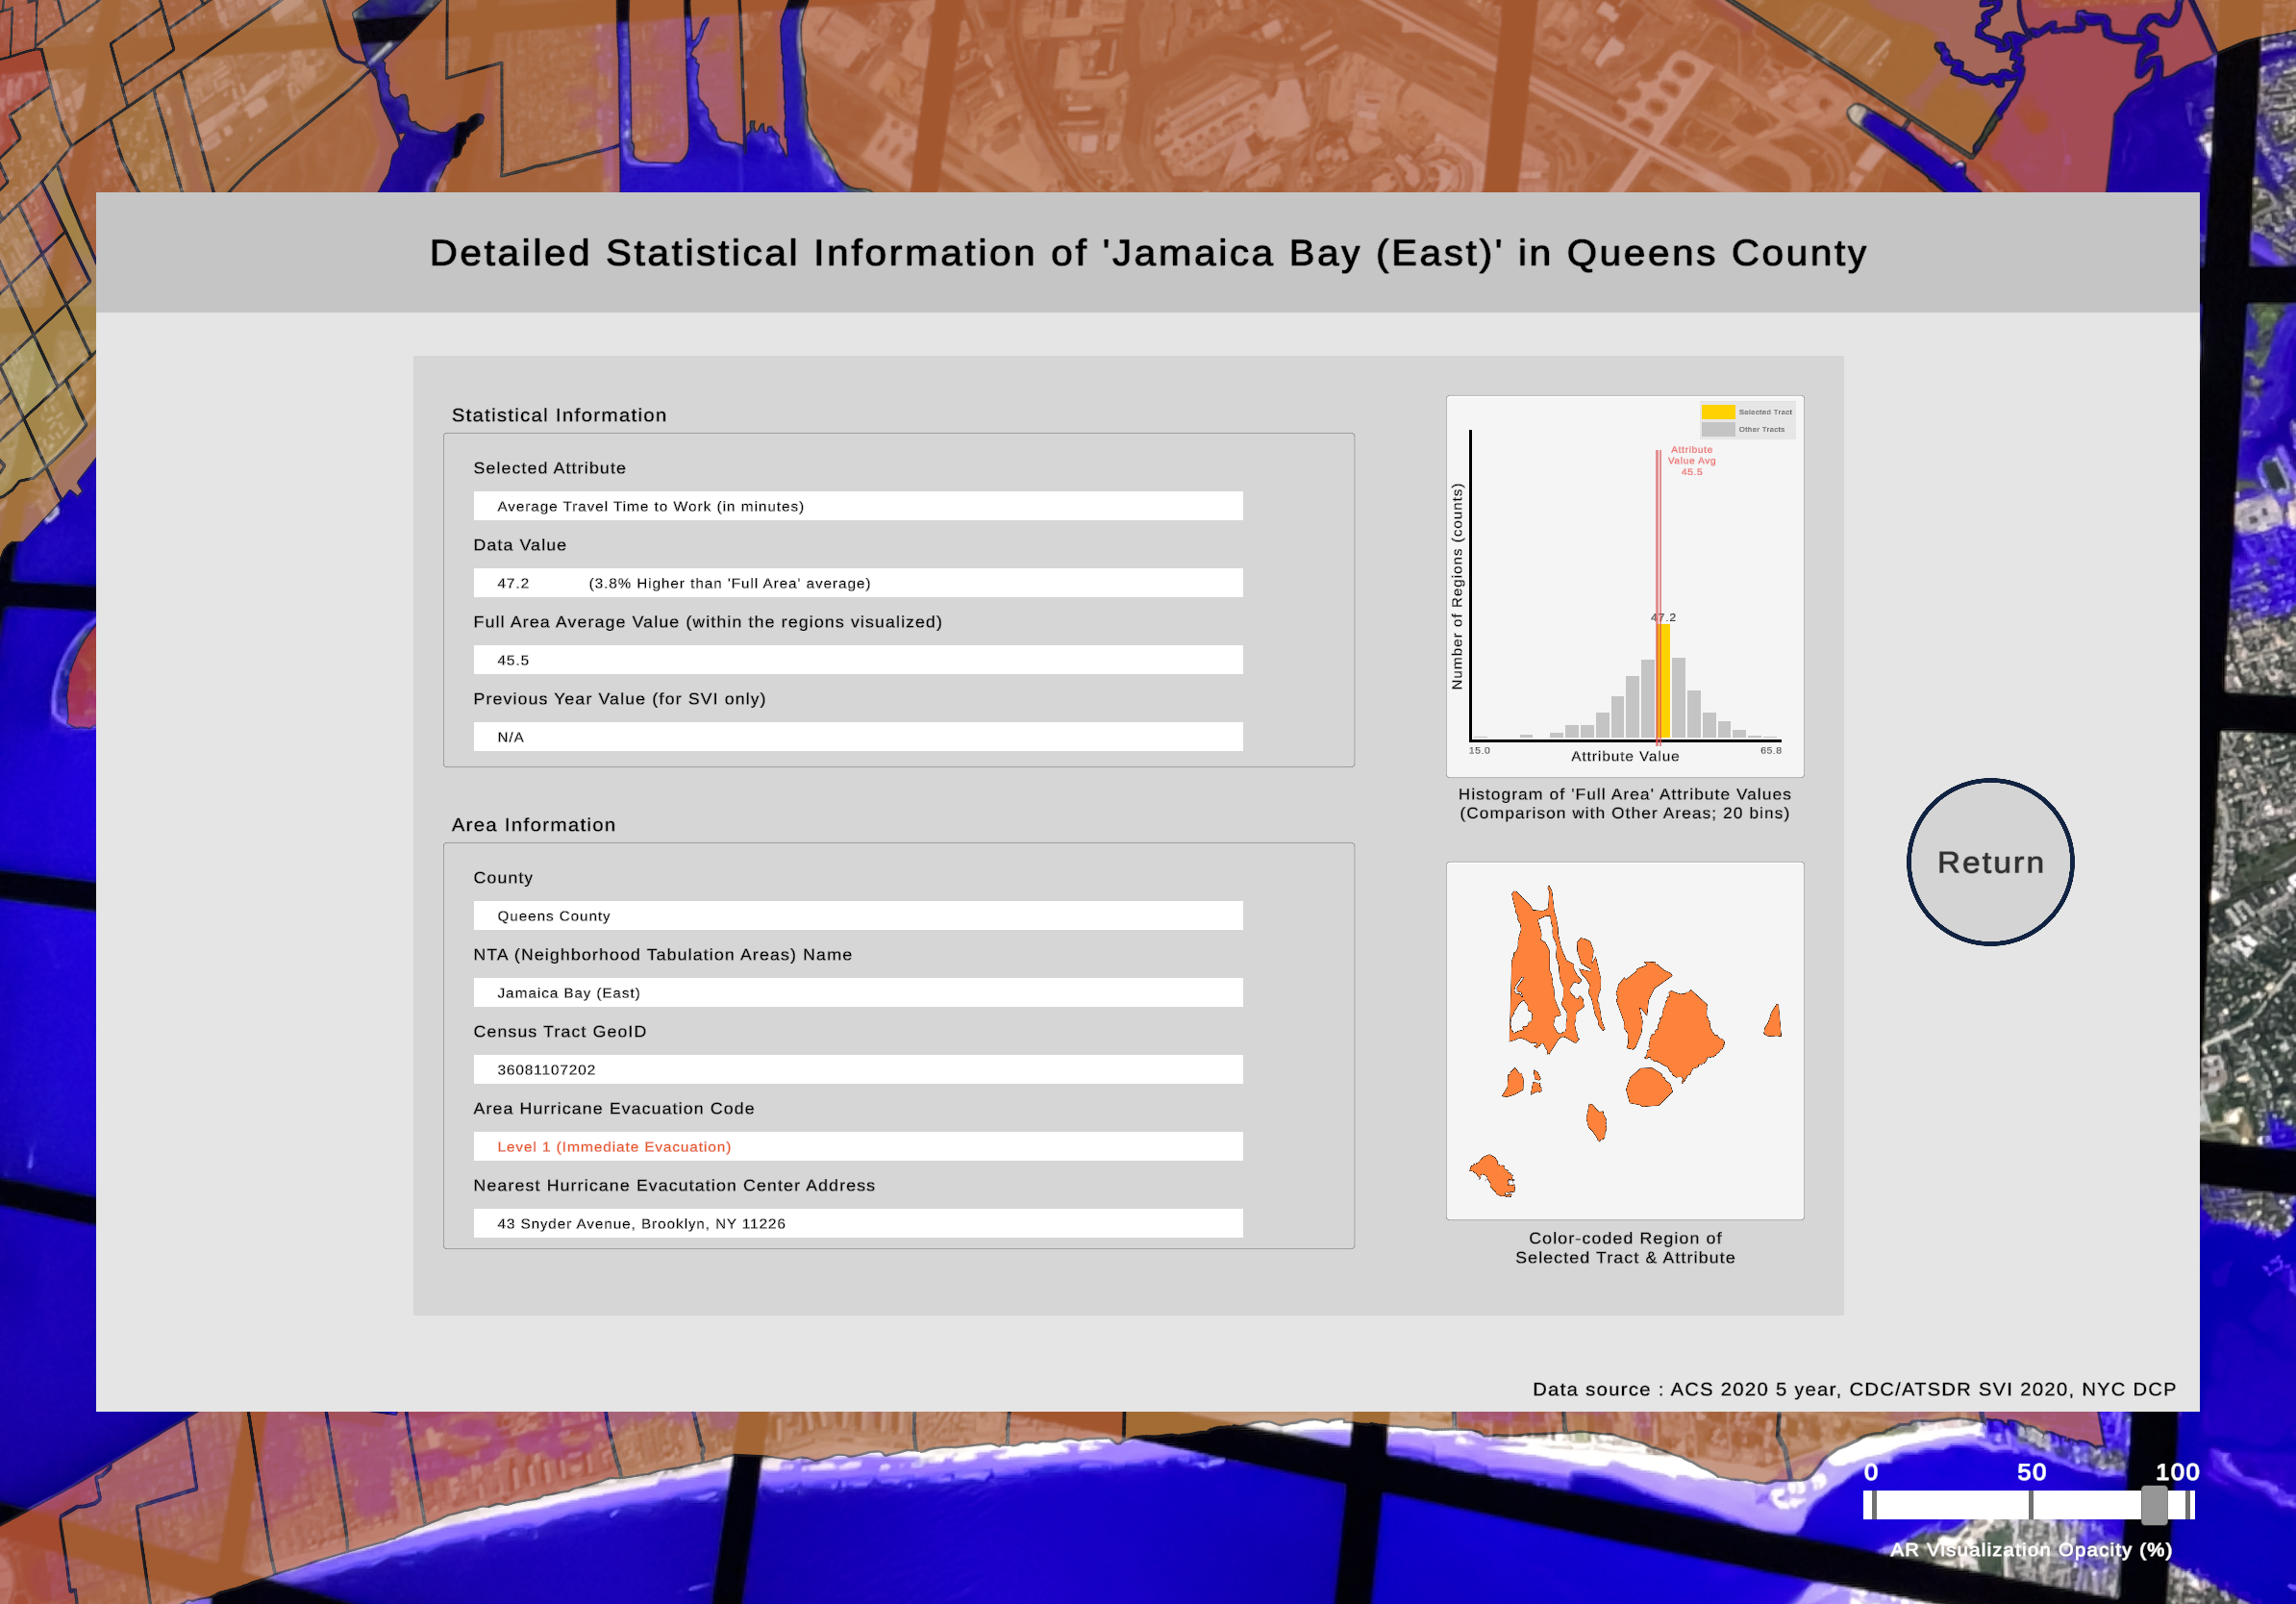 Detailed Statistical Information of 'Jamaica Bay (East)' in Queens County
Statistical Information
Selected Attribute
Average Travel Time to Work (in minutes)
Data Value
47.2 (3.8% Higher than 'Full Area' average)
Full Area Average Value (within the regions visualized)
45.5
Previous Year Value (for SVI only)
N/A
Area Information
County
Queens County
NTA (Neighborhood Tabulation Areas) Name
Jamaica Bay (East)
Census Tract GeoID
36081107202
Area Hurricane Evacuation Code
Level 1 (Immediate Evacuation)
Nearest Hurricane Evacutation Center Address
43 Snyder Avenue, Brooklyn, NY 11226
Selected Tract
Other Tracts
Attribute
Value Avg
45.5
Number of Regions (counts)
47.2
15.0
65.8
Attribute Value
Histogram of 'Full Area' Attribute Values
(Comparison with Other Areas; 20 bins)
Color-coded Region of
Selected Tract & Attribute
Return
Data source : ACS 2020 5 year, CDC/ATSDR SVI 2020, NYC DCP
0 50 100
AR Visualization Opacity (%)